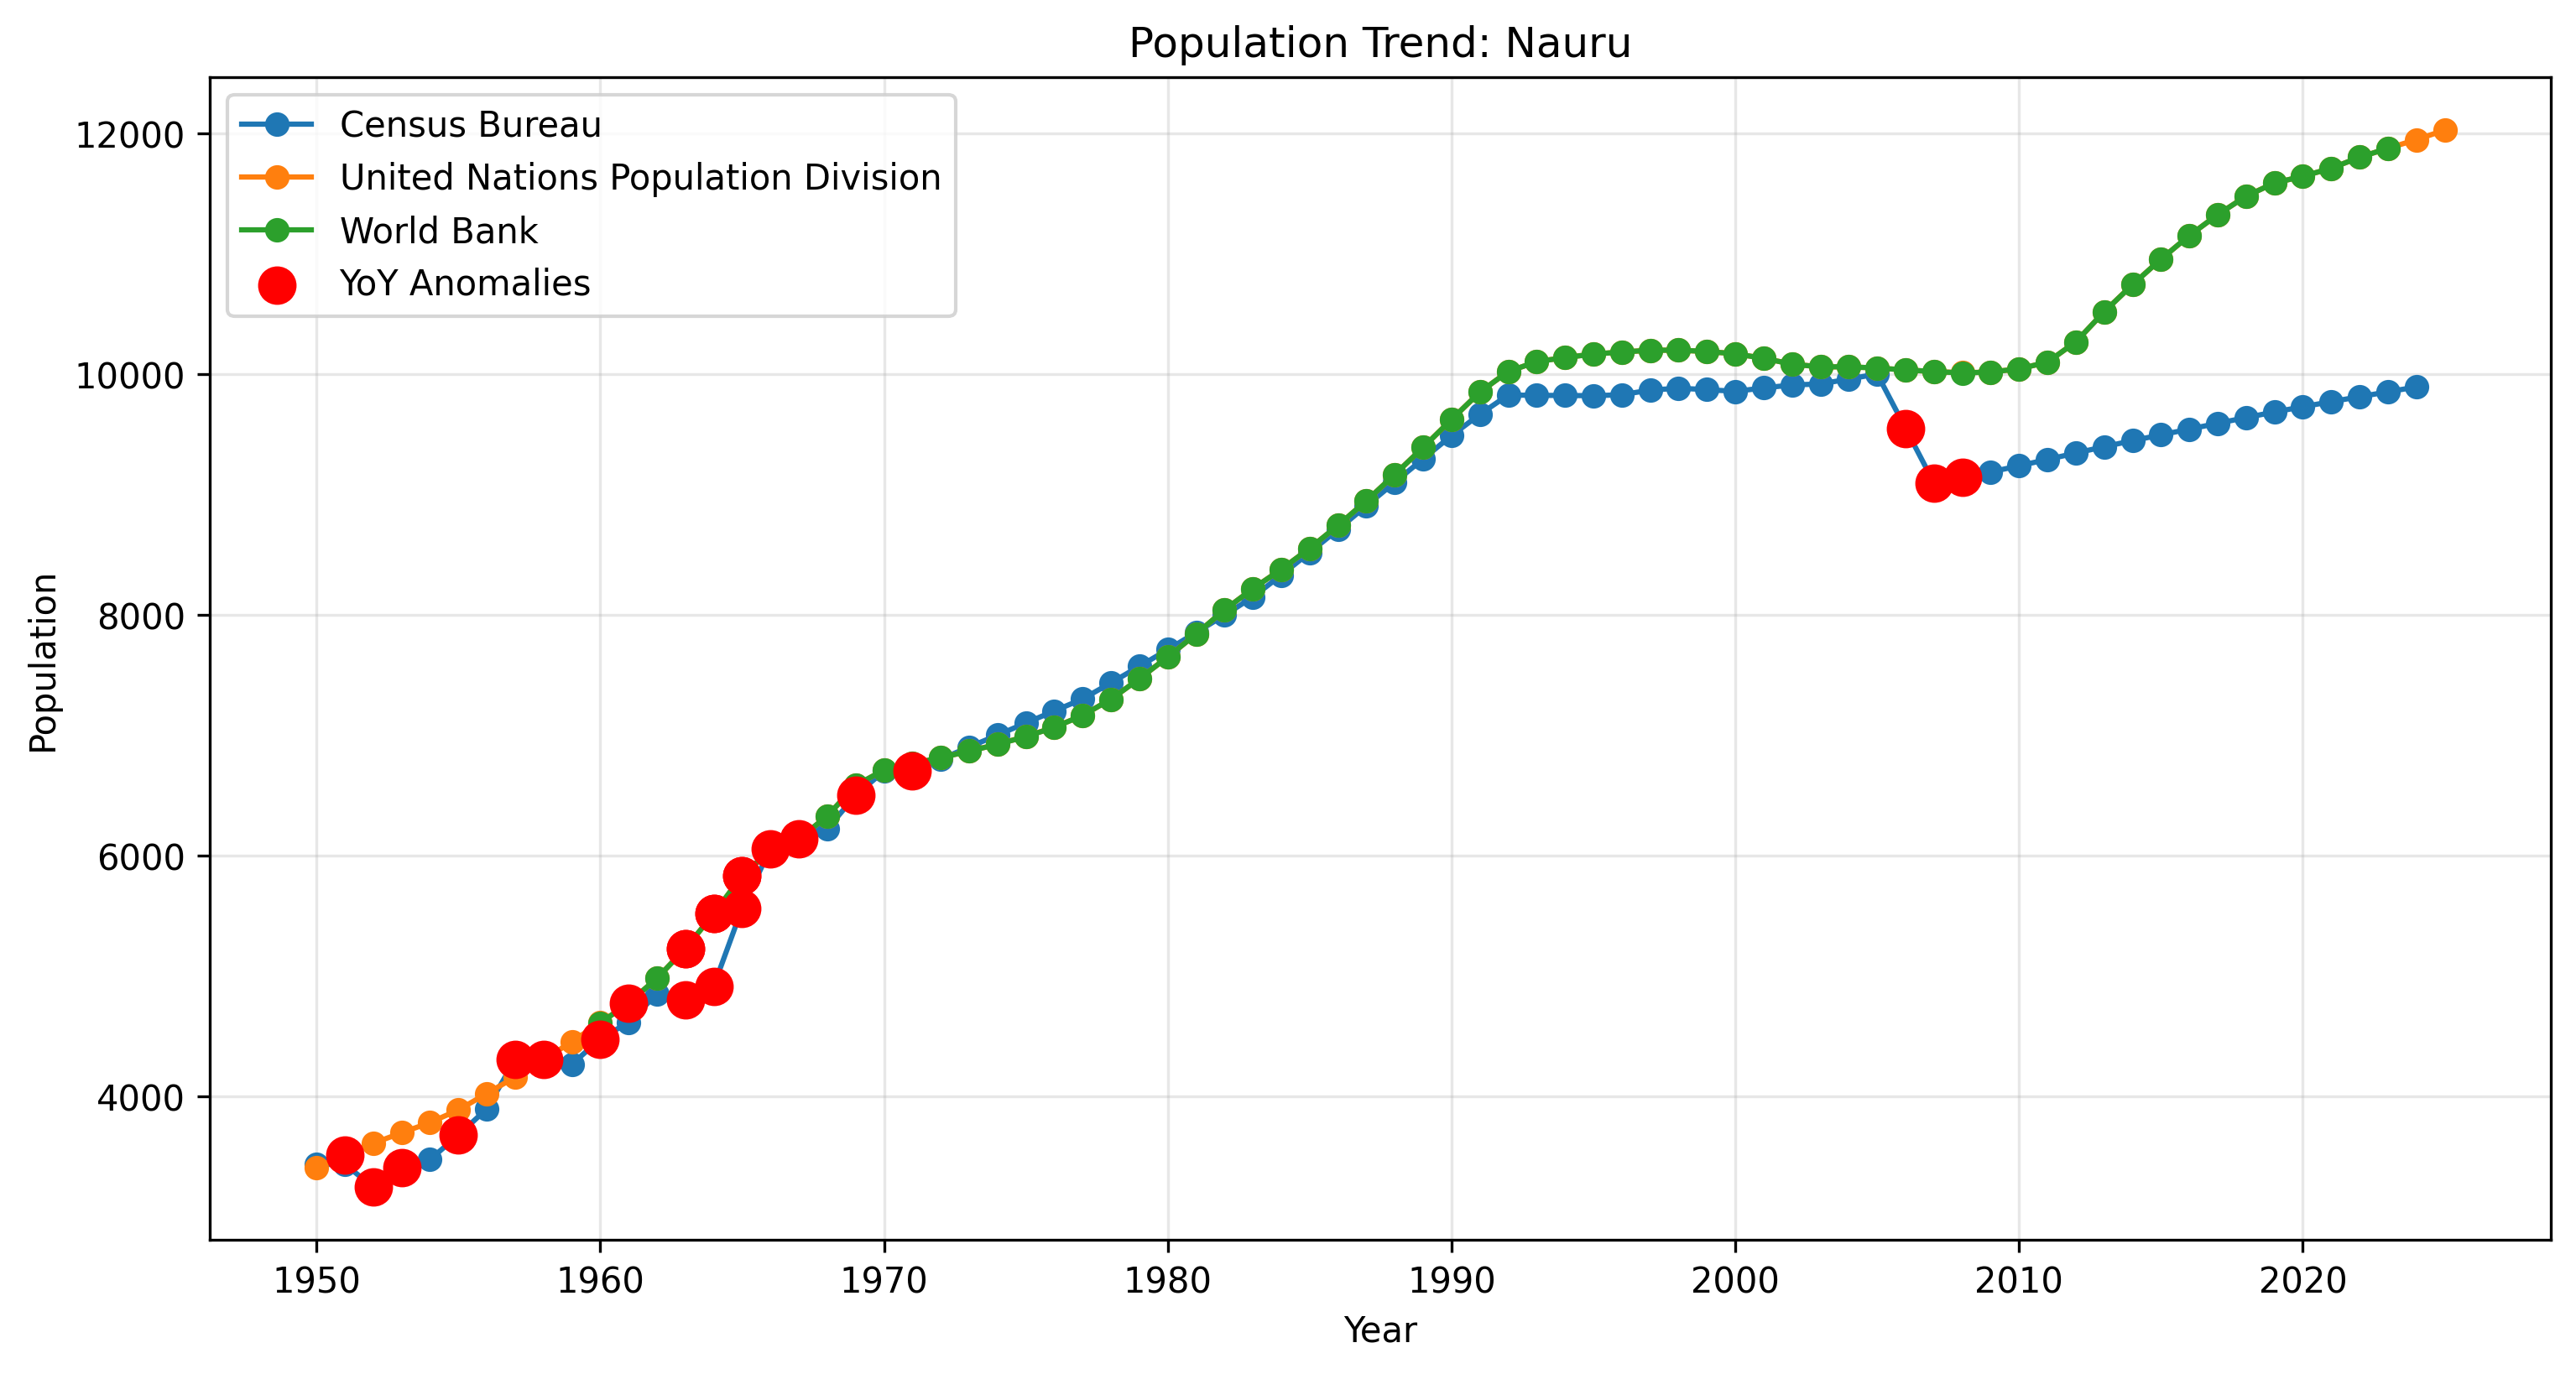 Population Trend: Nauru
Census Bureau
United Nations Population Division
World Bank
YoY Anomalies
12000
10000
8000
6000
4000
Population
1950 1960 1970 1980 1990 2000 2010 2020
Year